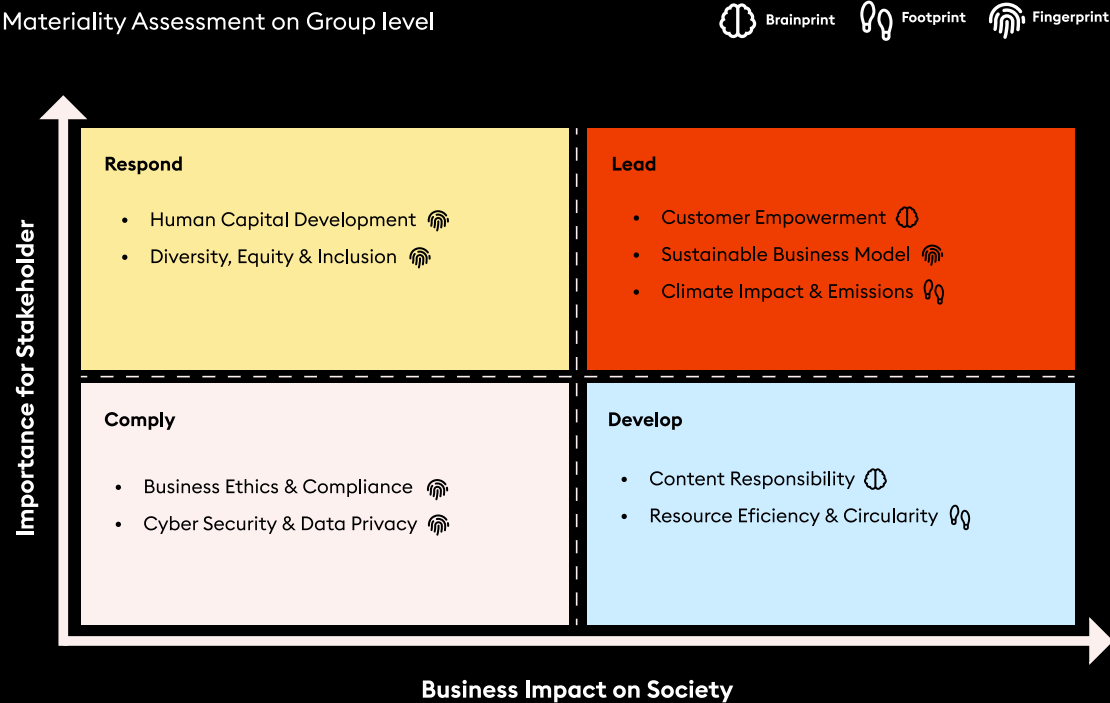 Materiality Assessment on Group level
Brainprint
Footprint
Fingerprint
Importance for Stakeholder
Respond
• Human Capital Development
• Diversity, Equity & Inclusion
Lead
• Customer Empowerment
• Sustainable Business Model
• Climate Impact & Emissions
Comply
• Business Ethics & Compliance
• Cyber Security & Data Privacy
Develop
• Content Responsibility
• Resource Eficiency & Circularity
Business Impact on Society